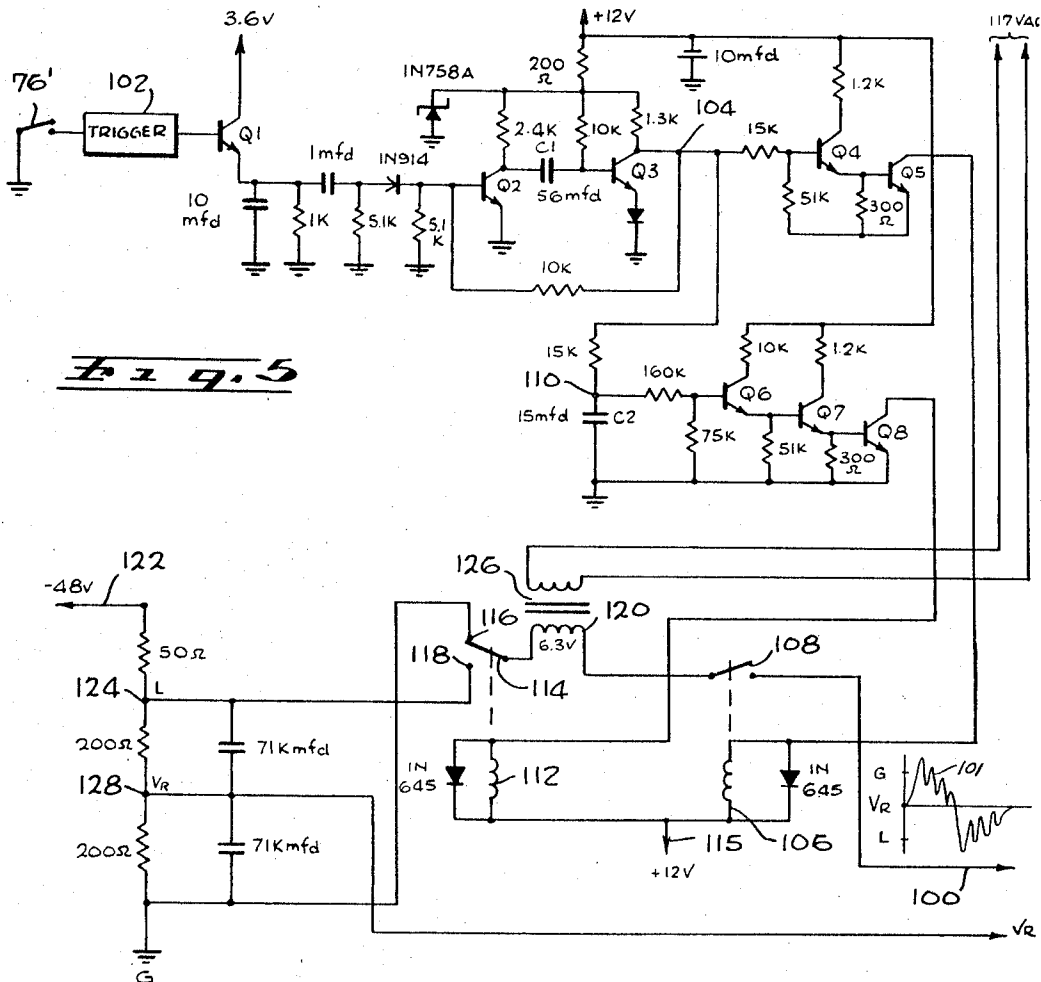 3.6V
+12V
117VAC
76'
102
TRIGGER
Q1
1N758A
200
Ω
10mfd
2.4K
C1
10K
1.3K
104
1.2K
15K
Q4
Q5
1mfd
1N914
Q2
56mfd
Q3
51K
300
Ω
10
mfd
1K
5.1K
5.1
K
10K
Fig. 5
15K
110
15mfd
C2
160K
10K
1.2K
Q6
75K
Q7
51K
Q8
300
Ω
-48V
122
126
120
116
6.3V
118
114
108
50Ω
124
L
200Ω
71Kmfd
128
VR
1N
645
112
1N
645
G
101
VR
L
200Ω
71Kmfd
115
106
+12V
100
VR
G